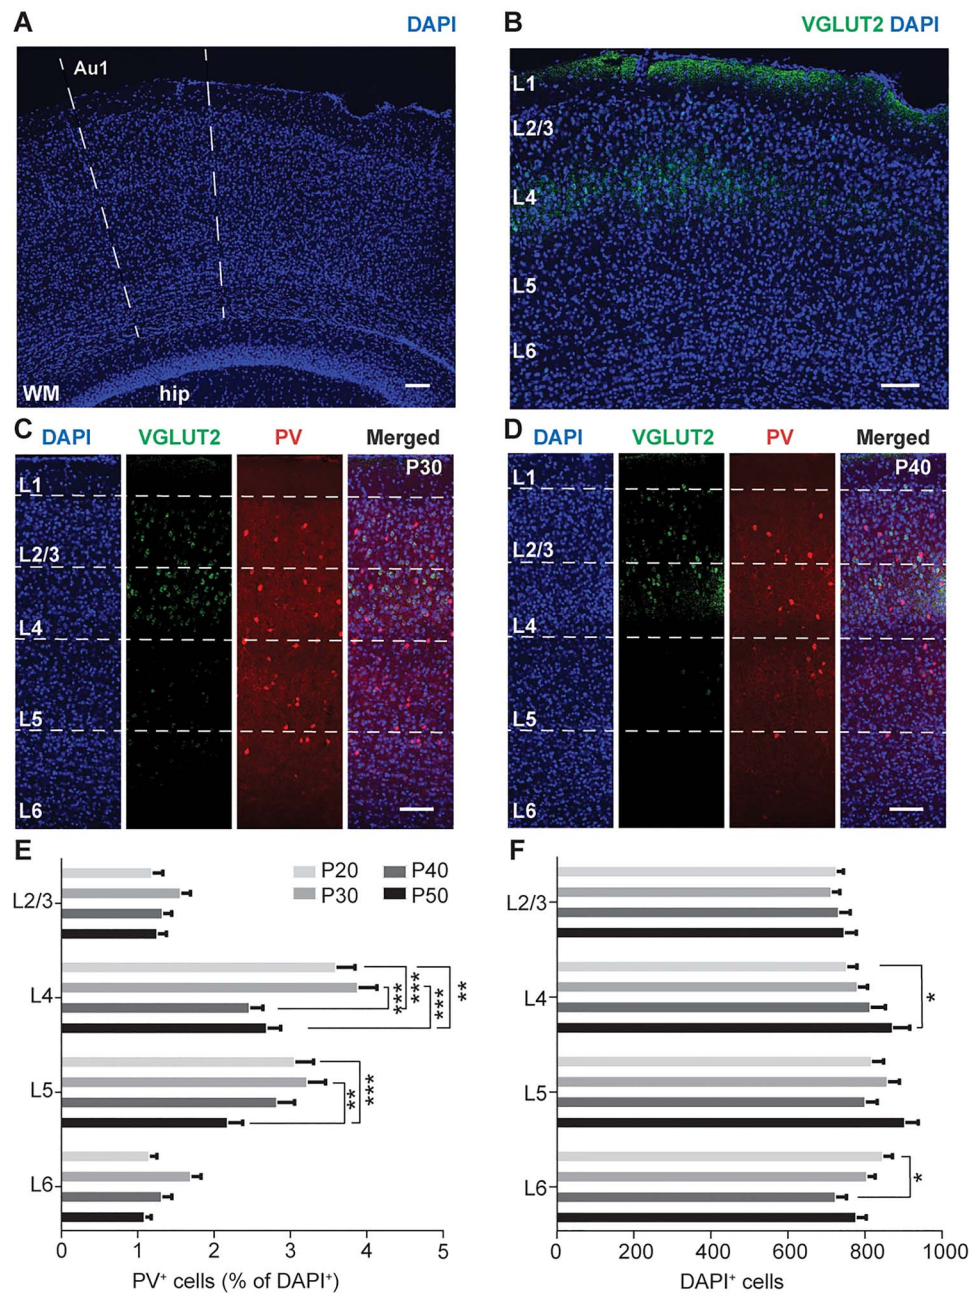 A
DAPI
Au1
WM
hip
B
VGLUT2 DAPI
L1
L2/3
L4
L5
L6
C
DAPI
VGLUT2
PV
Merged
P30
L1
L2/3
L4
L5
L6
D
DAPI
VGLUT2
PV
Merged
P40
L1
L2/3
L4
L5
L6
E
P20
P40
P30
P50
L2/3
L4
L5
L6
****
***
***
**
**
***
0
1
2
3
4
5
PV⁺ cells (% of DAPI⁺)
F
L2/3
L4
L5
L6
*
*
0
200
400
600
800
1000
DAPI⁺ cells